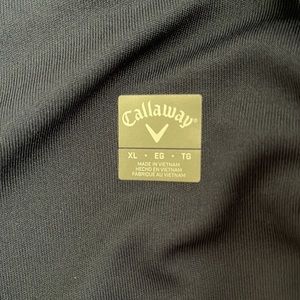 Callaway
XL • EG • TG
MADE IN VIETNAM
HECHO EN VIETNAM
FABRIQUÉ AU VIETNAM